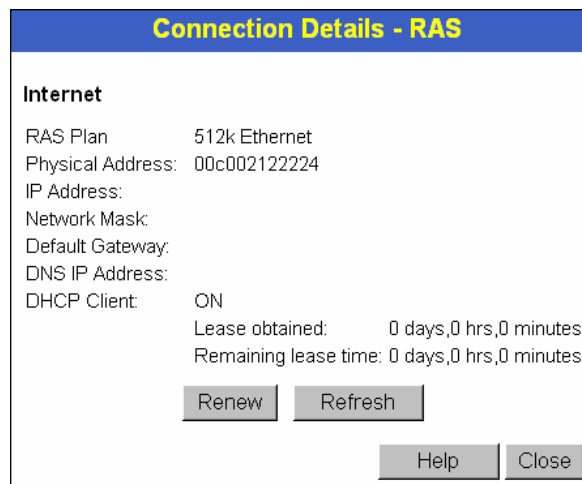 Connection Details - RAS
Internet
RAS Plan 512k Ethernet
Physical Address: 00c002122224
IP Address:
Network Mask:
Default Gateway:
DNS IP Address:
DHCP Client: ON
Lease obtained: 0 days,0 hrs,0 minutes
Remaining lease time: 0 days,0 hrs,0 minutes
Renew Refresh
Help Close